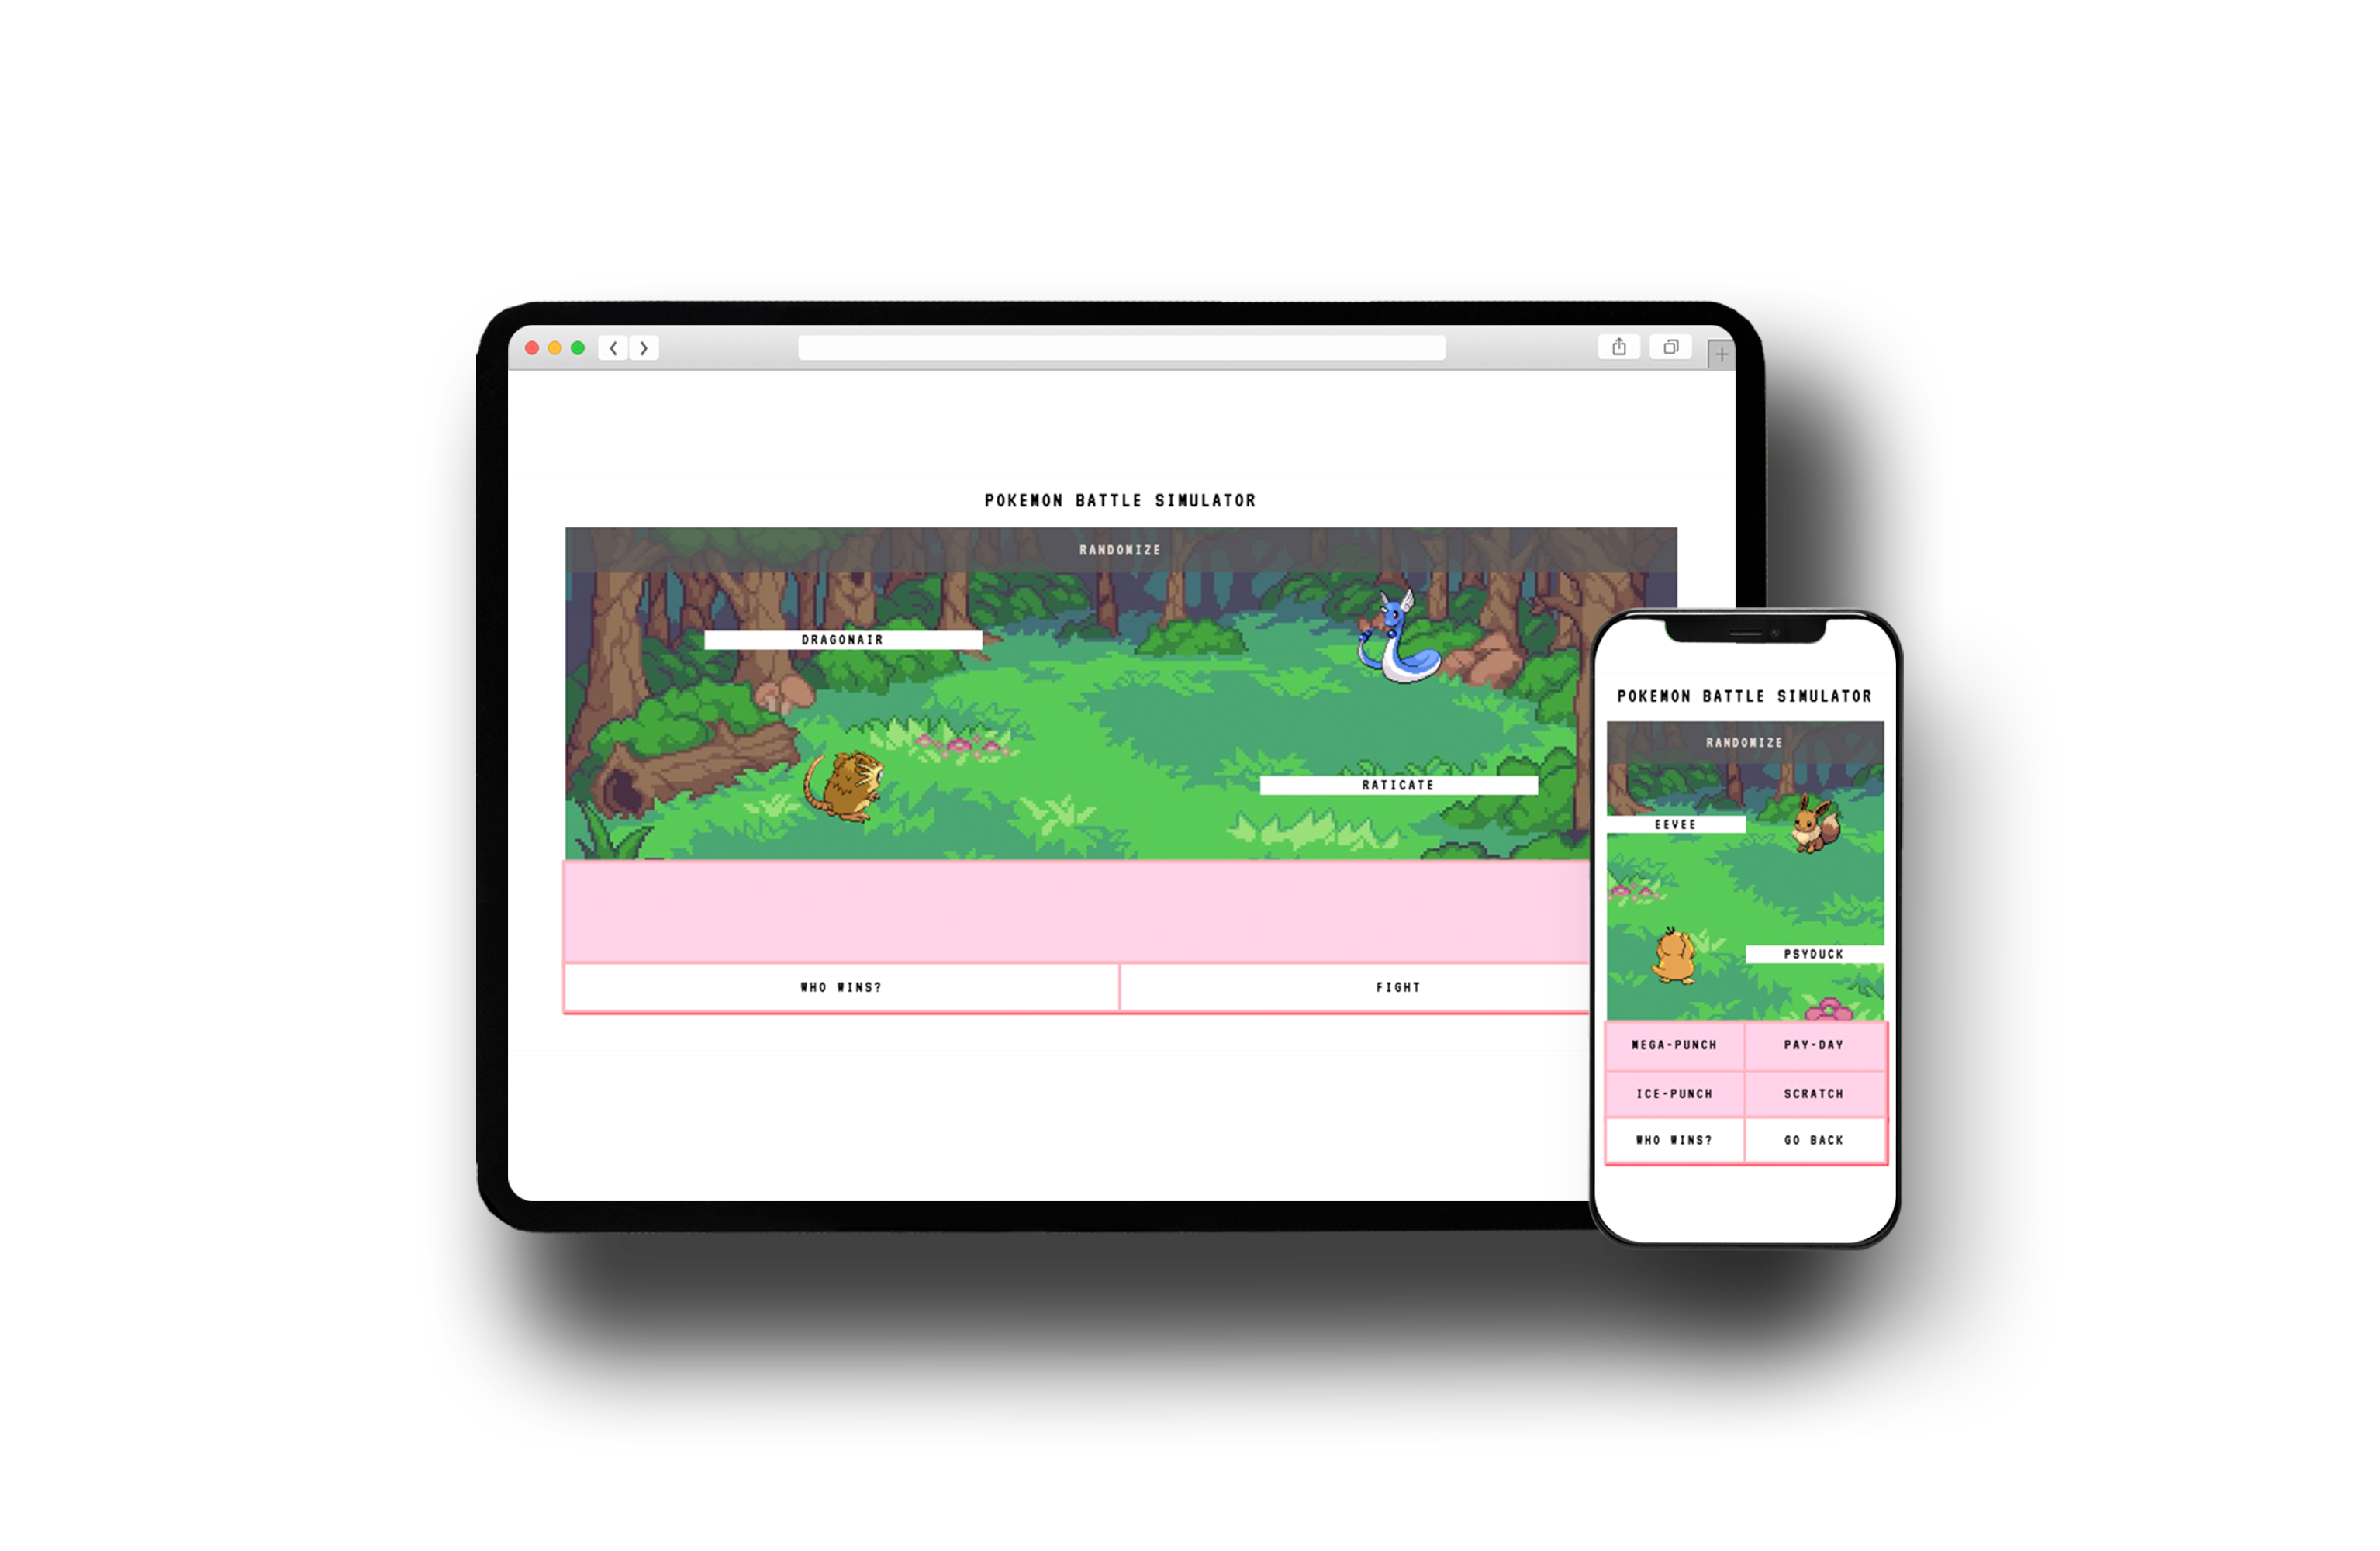 POKEMON BATTLE SIMULATOR
RANDOMIZE
DRAGONAIR
RATICATE
WHO WINS?
FIGHT
POKEMON BATTLE SIMULATOR
RANDOMIZE
EEVEE
PSYDUCK
MEGA-PUNCH
PAY-DAY
ICE-PUNCH
SCRATCH
WHO WINS?
GO BACK